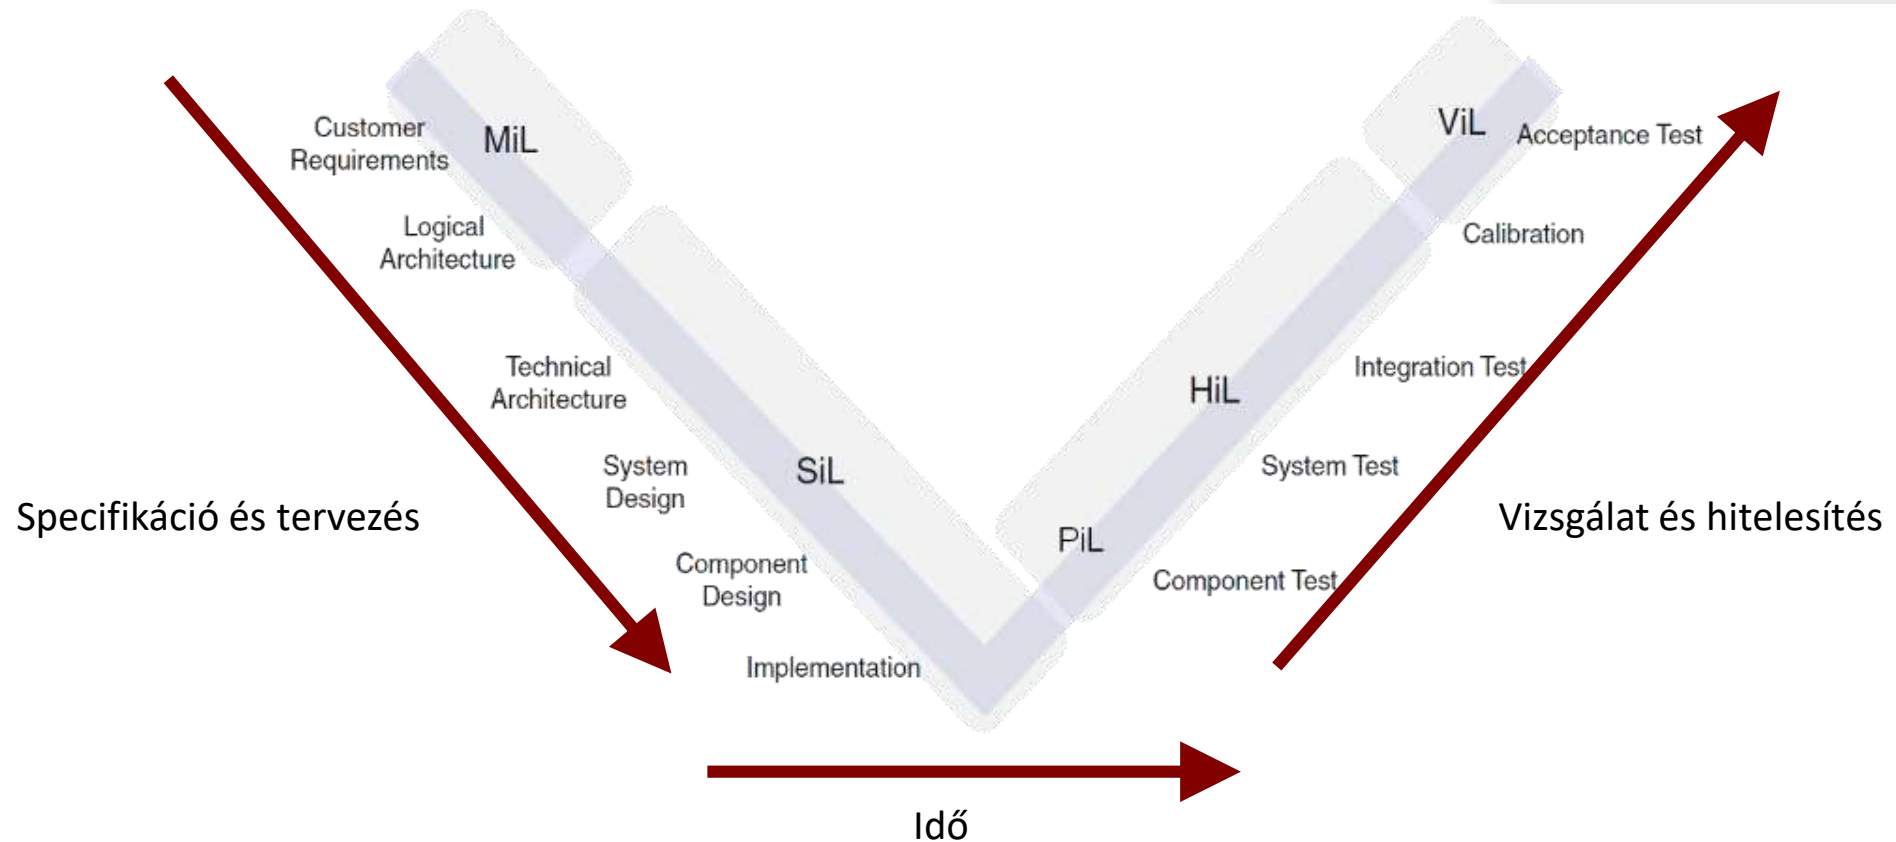 Customer
Requirements
MiL
Logical
Architecture
Technical
Architecture
System
Design
SiL
Component
Design
Implementation
Specifikáció és tervezés
ViL
Acceptance Test
Calibration
HiL
Integration Test
System Test
PiL
Component Test
Vizsgálat és hitelesítés
Idő